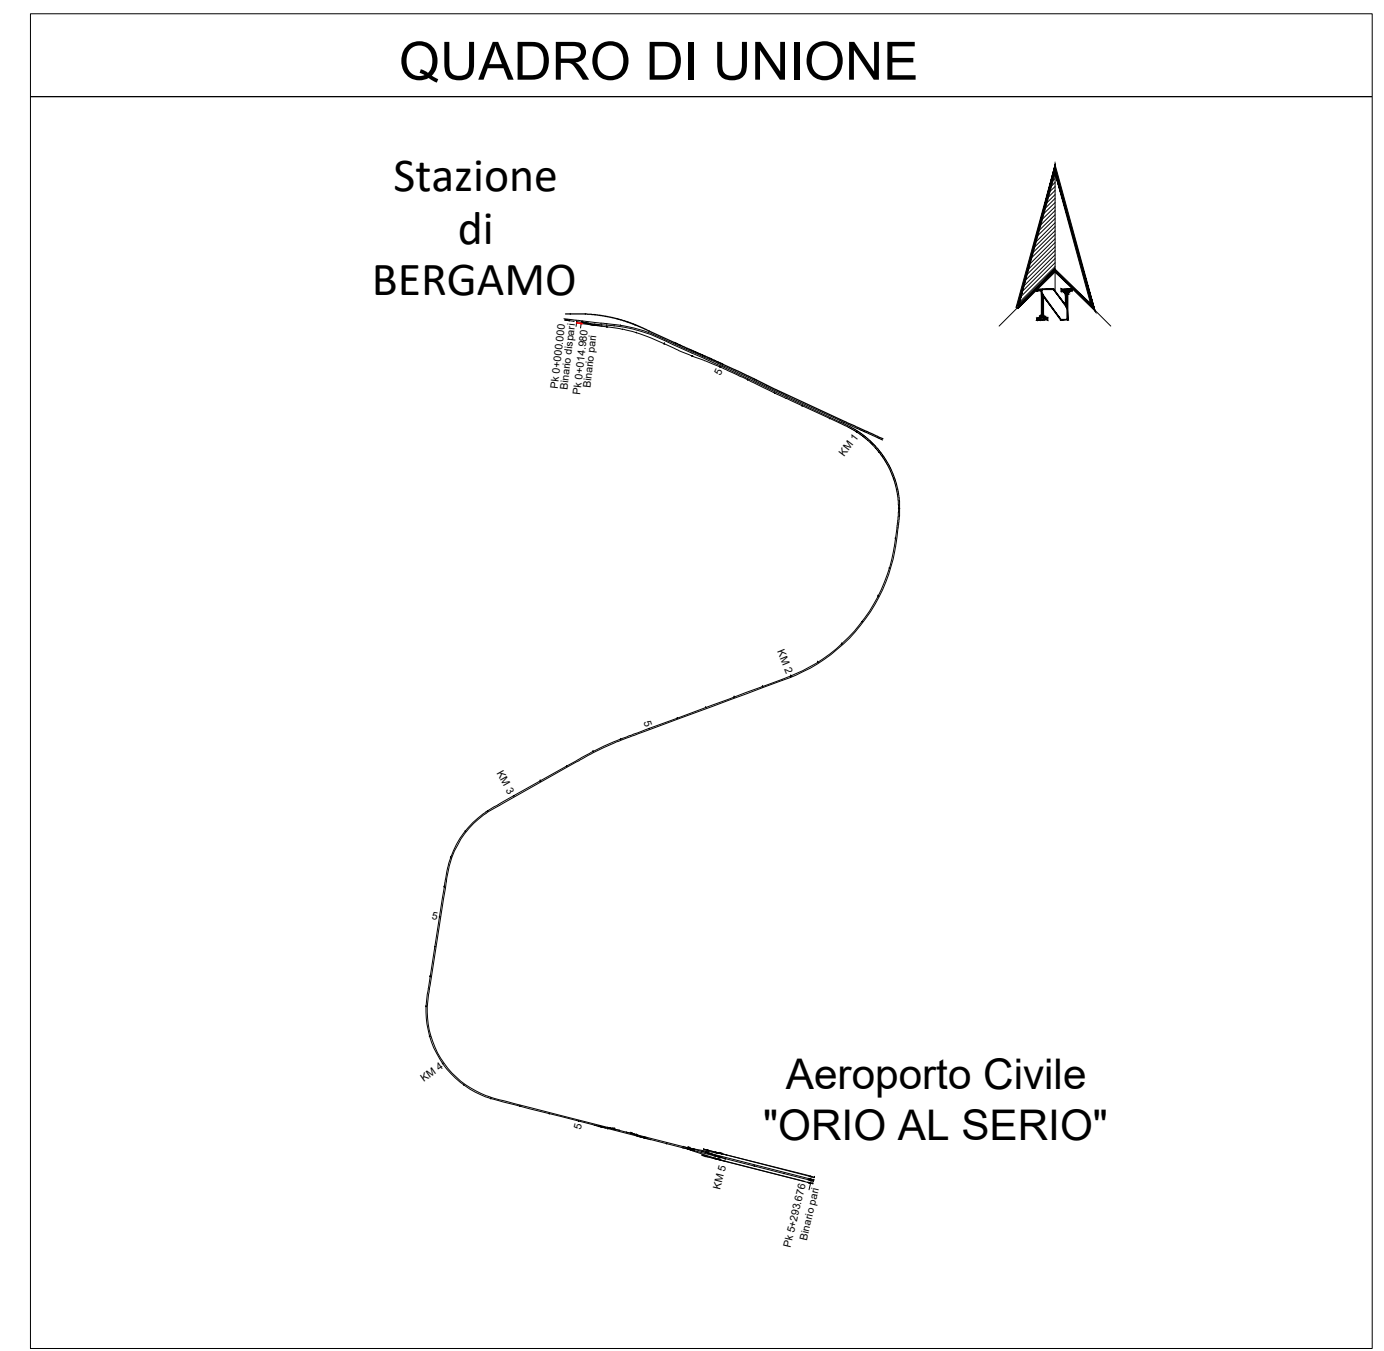 QUADRO DI UNIONE
Stazione
di
BERGAMO
N
Pk 0+000.000
Binario dispari
Pk 0+014.980
Binario pari
5
KM 1
KM 2
5
KM 3
5
KM 4
5
Aeroporto Civile
"ORIO AL SERIO"
KM 5
Pk 5+293.676
Binario pari